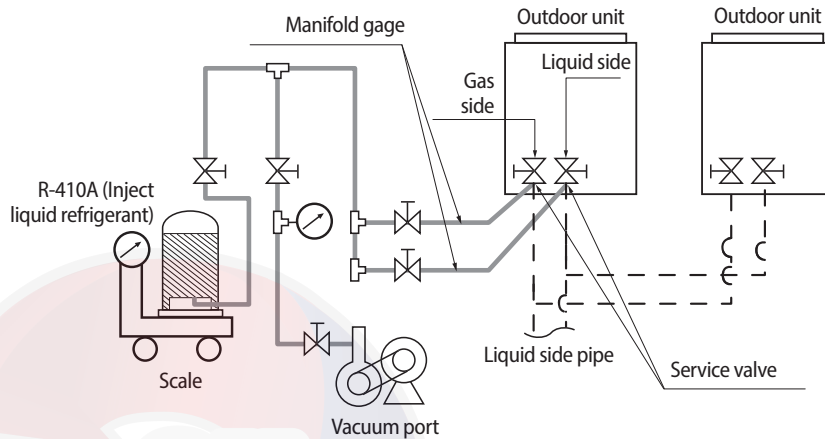 Outdoor unit
Outdoor unit
Manifold gage
Liquid side
Gas
side
R-410A (Inject
liquid refrigerant)
Liquid side pipe
Service valve
Scale
Vacuum port